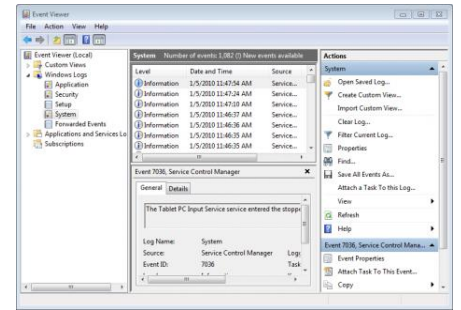 Event Viewer
File Action View Help
Event Viewer (Local)
Custom Views
Windows Logs
Application
Security
Setup
System
Forwarded Events
Applications and Services Lo
Subscriptions
System Number of events: 1,082 (!) New events available
Level Date and Time Source
Information 1/5/2010 11:47:54 AM Service...
Information 1/5/2010 11:47:24 AM Service...
Information 1/5/2010 11:47:10 AM Service...
Information 1/5/2010 11:46:37 AM Service...
Information 1/5/2010 11:46:36 AM Service...
Information 1/5/2010 11:46:35 AM Service...
Information 1/5/2010 11:46:35 AM Service...
Event 7036, Service Control Manager
General Details
The Tablet PC Input Service service entered the stoppe
Log Name: System
Source: Service Control Manager Logg
Event ID: 7036 Task
Actions
System
Open Saved Log...
Create Custom View...
Import Custom View...
Clear Log...
Filter Current Log...
Properties
Find...
Save All Events As...
Attach a Task To this Log...
View
Refresh
Help
Event 7036, Service Control Mana...
Event Properties
Attach Task To This Event...
Copy